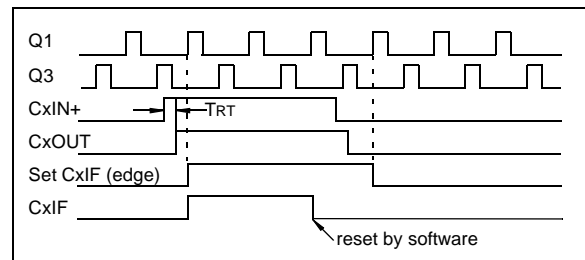 Q1
Q3
CxIN+
TRT
CxOUT
Set CxIF (edge)
CxIF
reset by software